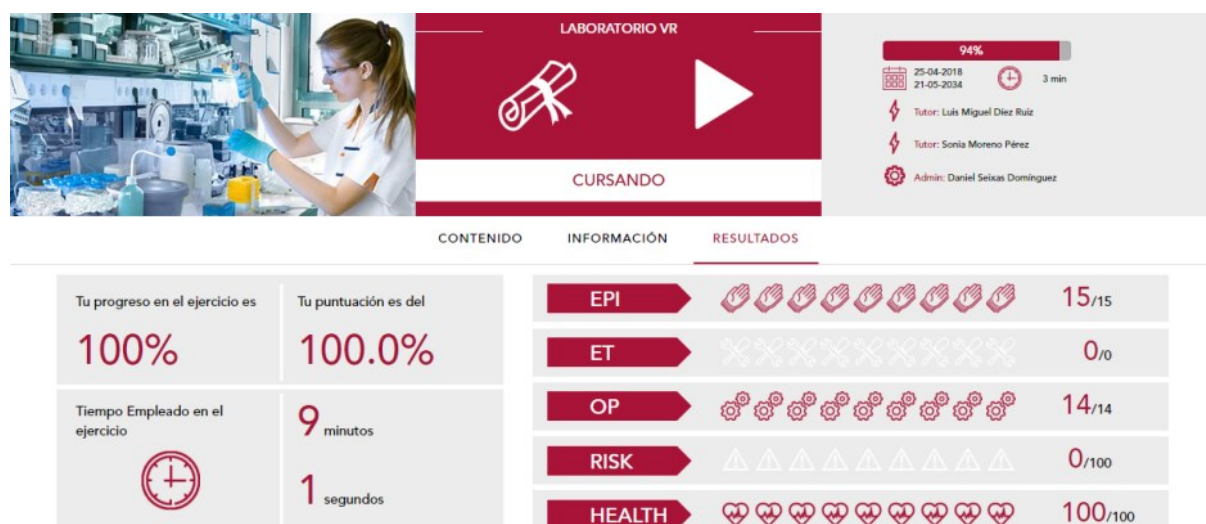 LABORATORIO VR
CURSANDO
94%
25-04-2018
21-05-2034
3 min
Tutor: Luis Miguel Díez Ruiz
Tutor: Sonia Moreno Pérez
Admin: Daniel Seixas Domínguez
CONTENIDO INFORMACIÓN RESULTADOS
Tu progreso en el ejercicio es
100%
Tu puntuación es del
100.0%
Tiempo Empleado en el
ejercicio
9 minutos
1 segundos
EPI 15/15
ET 0/0
OP 14/14
RISK 0/100
HEALTH 100/100